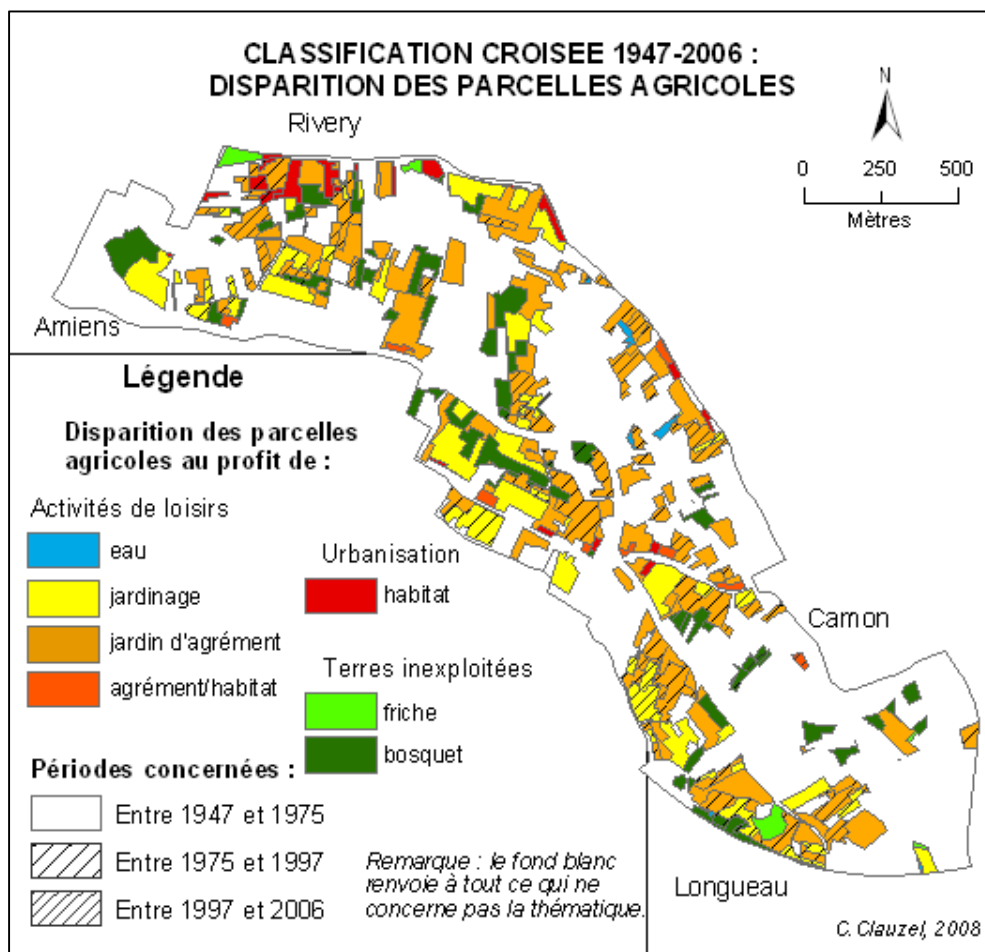 CLASSIFICATION CROISEE 1947-2006 :
DISPARITION DES PARCELLES AGRICOLES
Rivery
N
0 250 500
Mètres
Amiens
Légende
Disparition des parcelles
agricoles au profit de :
Activités de loisirs
eau
jardinage
jardin d'agrément
agrément/habitat
Urbanisation
habitat
Terres inexploitées
friche
bosquet
Périodes concernées :
Entre 1947 et 1975
Entre 1975 et 1997
Entre 1997 et 2006
Remarque : le fond blanc
renvoie à tout ce qui ne
concerne pas la thématique.
Camon
Longueau
C. Clauzel, 2008